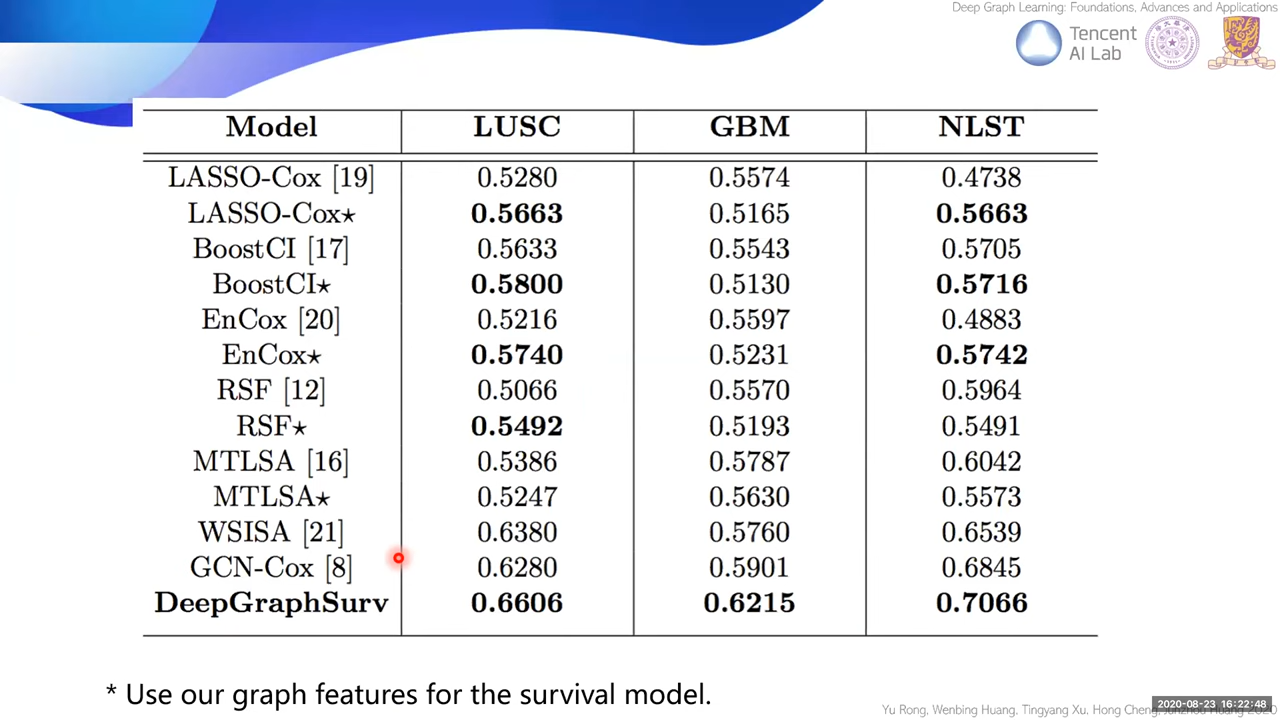 Deep Graph Learning: Foundations, Advances and Applications
Tencent
AI Lab
Model LUSC GBM NLST
LASSO-Cox [19] 0.5280 0.5574 0.4738
LASSO-Cox⋆ 0.5663 0.5165 0.5663
BoostCI [17] 0.5633 0.5543 0.5705
BoostCI⋆ 0.5800 0.5130 0.5716
EnCox [20] 0.5216 0.5597 0.4883
EnCox⋆ 0.5740 0.5231 0.5742
RSF [12] 0.5066 0.5570 0.5964
RSF⋆ 0.5492 0.5193 0.5491
MTLSA [16] 0.5386 0.5787 0.6042
MTLSA⋆ 0.5247 0.5630 0.5573
WSISA [21] 0.6380 0.5760 0.6539
GCN-Cox [8] 0.6280 0.5901 0.6845
DeepGraphSurv 0.6606 0.6215 0.7066
* Use our graph features for the survival model.
2020-08-23 16:22:48
Yu Rong, Wenbing Huang, Tingyang Xu, Hong Cheng, Junzhou Huang 2020